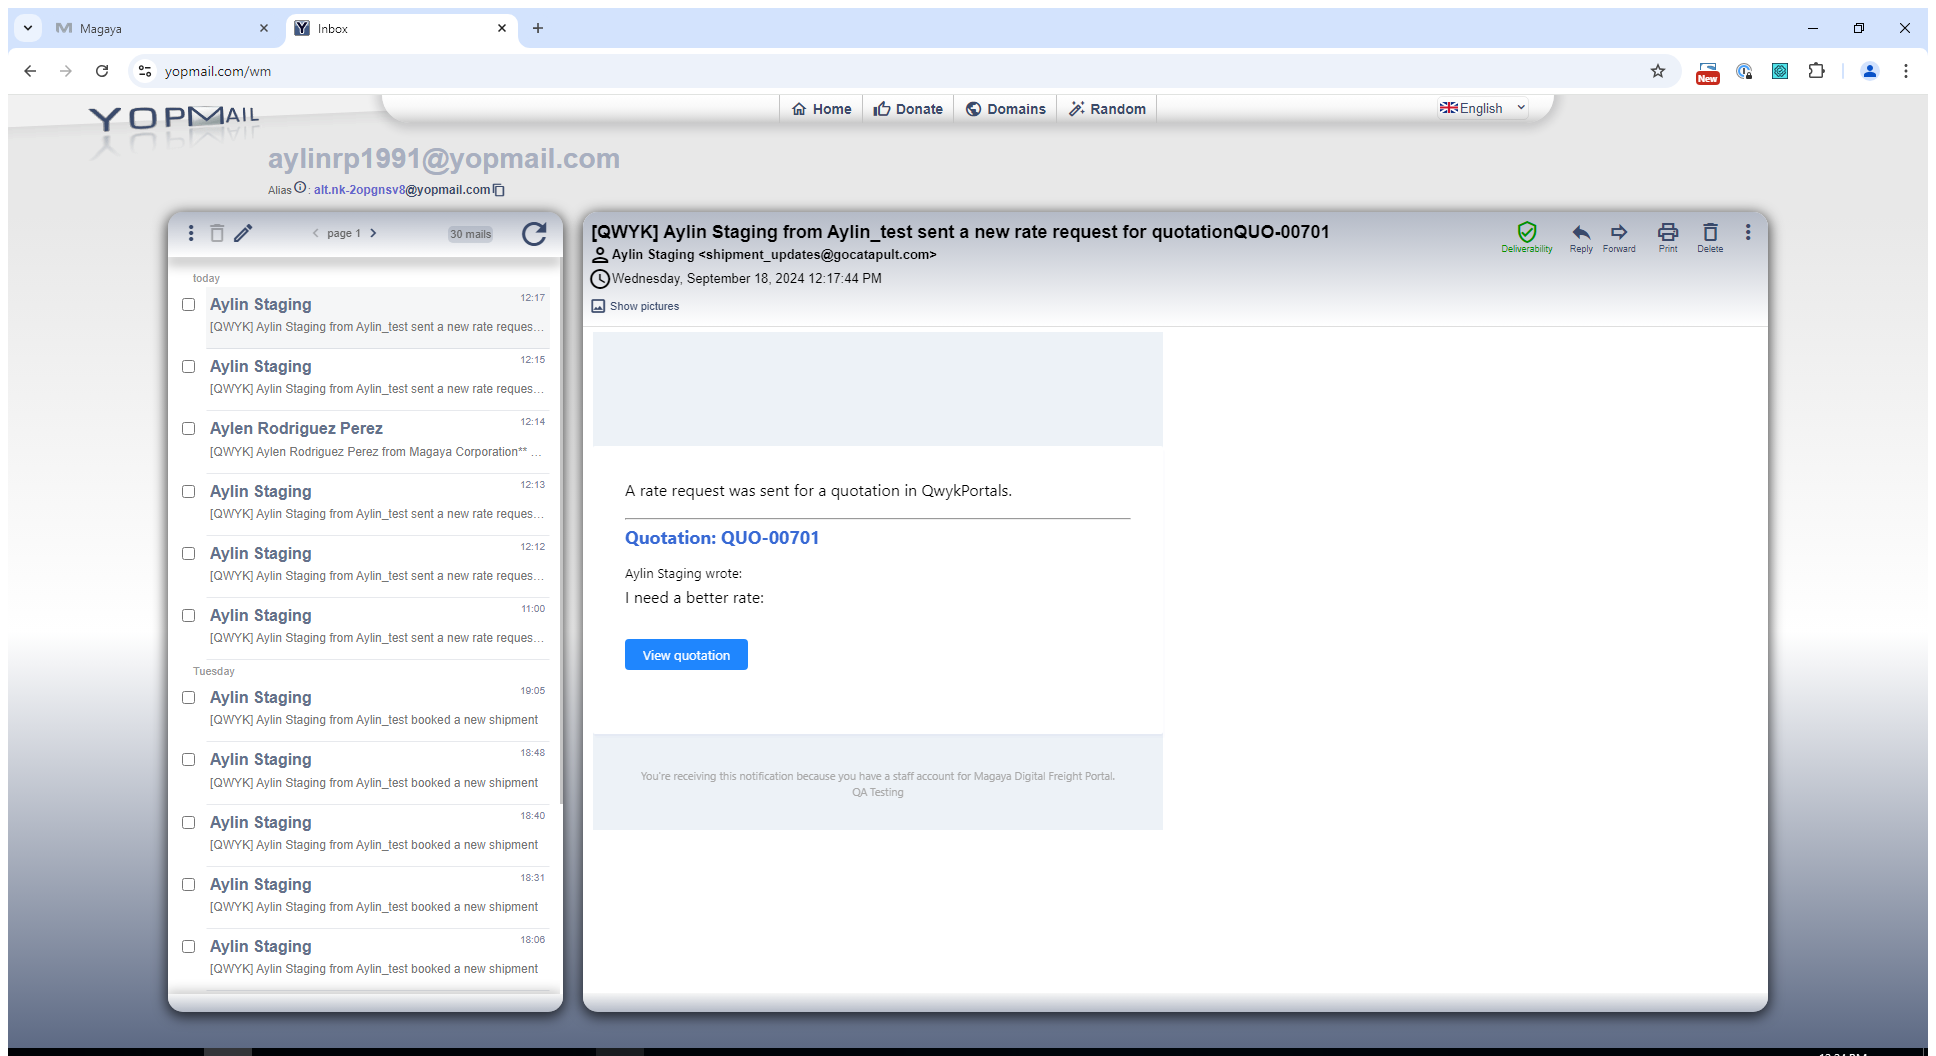 Magaya
Inbox
yopmail.com/wm
New
YOPMAIL
Home
Donate
Domains
Random
English
aylinrp1991@yopmail.com
Alias : alt.nk-2opgnsv8@yopmail.com
page 1
30 mails
today
Aylin Staging 12:17
[QWYK] Aylin Staging from Aylin_test sent a new rate reques...
Aylin Staging 12:15
[QWYK] Aylin Staging from Aylin_test sent a new rate reques...
Aylen Rodriguez Perez 12:14
[QWYK] Aylen Rodriguez Perez from Magaya Corporation** ...
Aylin Staging 12:13
[QWYK] Aylin Staging from Aylin_test sent a new rate reques...
Aylin Staging 12:12
[QWYK] Aylin Staging from Aylin_test sent a new rate reques...
Aylin Staging 11:00
[QWYK] Aylin Staging from Aylin_test sent a new rate reques...
Tuesday
Aylin Staging 19:05
[QWYK] Aylin Staging from Aylin_test booked a new shipment
Aylin Staging 18:48
[QWYK] Aylin Staging from Aylin_test booked a new shipment
Aylin Staging 18:40
[QWYK] Aylin Staging from Aylin_test booked a new shipment
Aylin Staging 18:31
[QWYK] Aylin Staging from Aylin_test booked a new shipment
Aylin Staging 18:06
[QWYK] Aylin Staging from Aylin_test booked a new shipment
[QWYK] Aylin Staging from Aylin_test sent a new rate request for quotationQUO-00701
Aylin Staging <shipment_updates@gocatapult.com>
Wednesday, September 18, 2024 12:17:44 PM
Show pictures
Deliverability
Reply
Forward
Print
Delete
A rate request was sent for a quotation in QwykPortals.
Quotation: QUO-00701
Aylin Staging wrote:
I need a better rate:
View quotation
You're receiving this notification because you have a staff account for Magaya Digital Freight Portal.
QA Testing